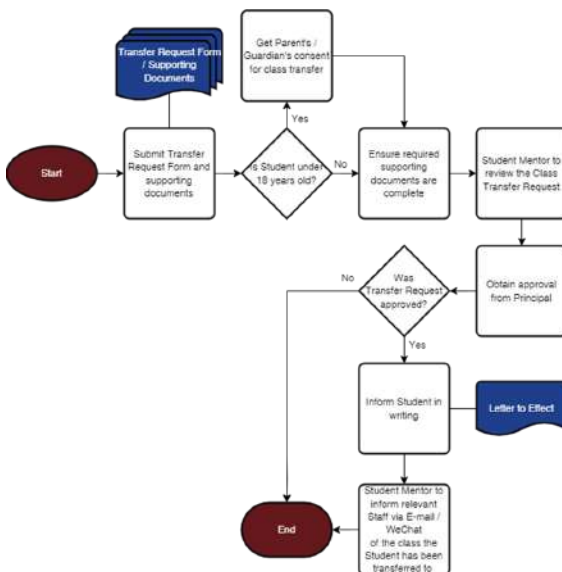 Transfer Request Form
/ Supporting
Documents
Get Parent's /
Guardian's consent
for class transfer
Yes
Start
Submit Transfer
Request Form and
supporting
documents
Is Student under
18 years old?
No
Ensure required
supporting
documents are
complete
Student Mentor to
review the Class
Transfer Request
No
Was
Transfer Request
approved?
Obtain approval
from Principal
Yes
Inform Student in
writing
Letter to Effect
Student Mentor to
inform relevant
Staff via E-mail /
WeChat
of the class the
Student has been
transferred to
End